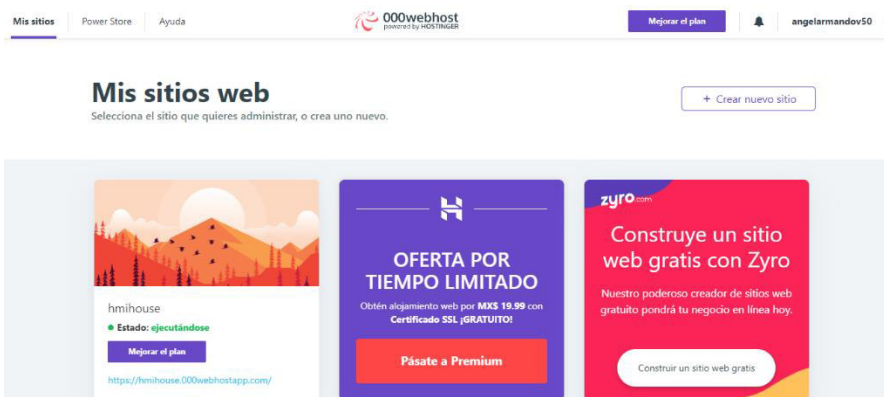 Mis sitios
Power Store
Ayuda
000webhost
powered by HOSTINGER
Mejorar el plan
angelarmandov50
Mis sitios web
Selecciona el sitio que quieres administrar, o crea uno nuevo.
+ Crear nuevo sitio
hmihouse
Estado: ejecutándose
Mejorar el plan
https://hmihouse.000webhostapp.com/
OFERTA POR
TIEMPO LIMITADO
Obtén alojamiento web por MX$ 19.99 con
Certificado SSL ¡GRATUITO!
Pásate a Premium
zyro.com
Construye un sitio
web gratis con Zyro
Nuestro poderoso creador de sitios web
gratuito pondrá tu negocio en línea hoy.
Construir un sitio web gratis